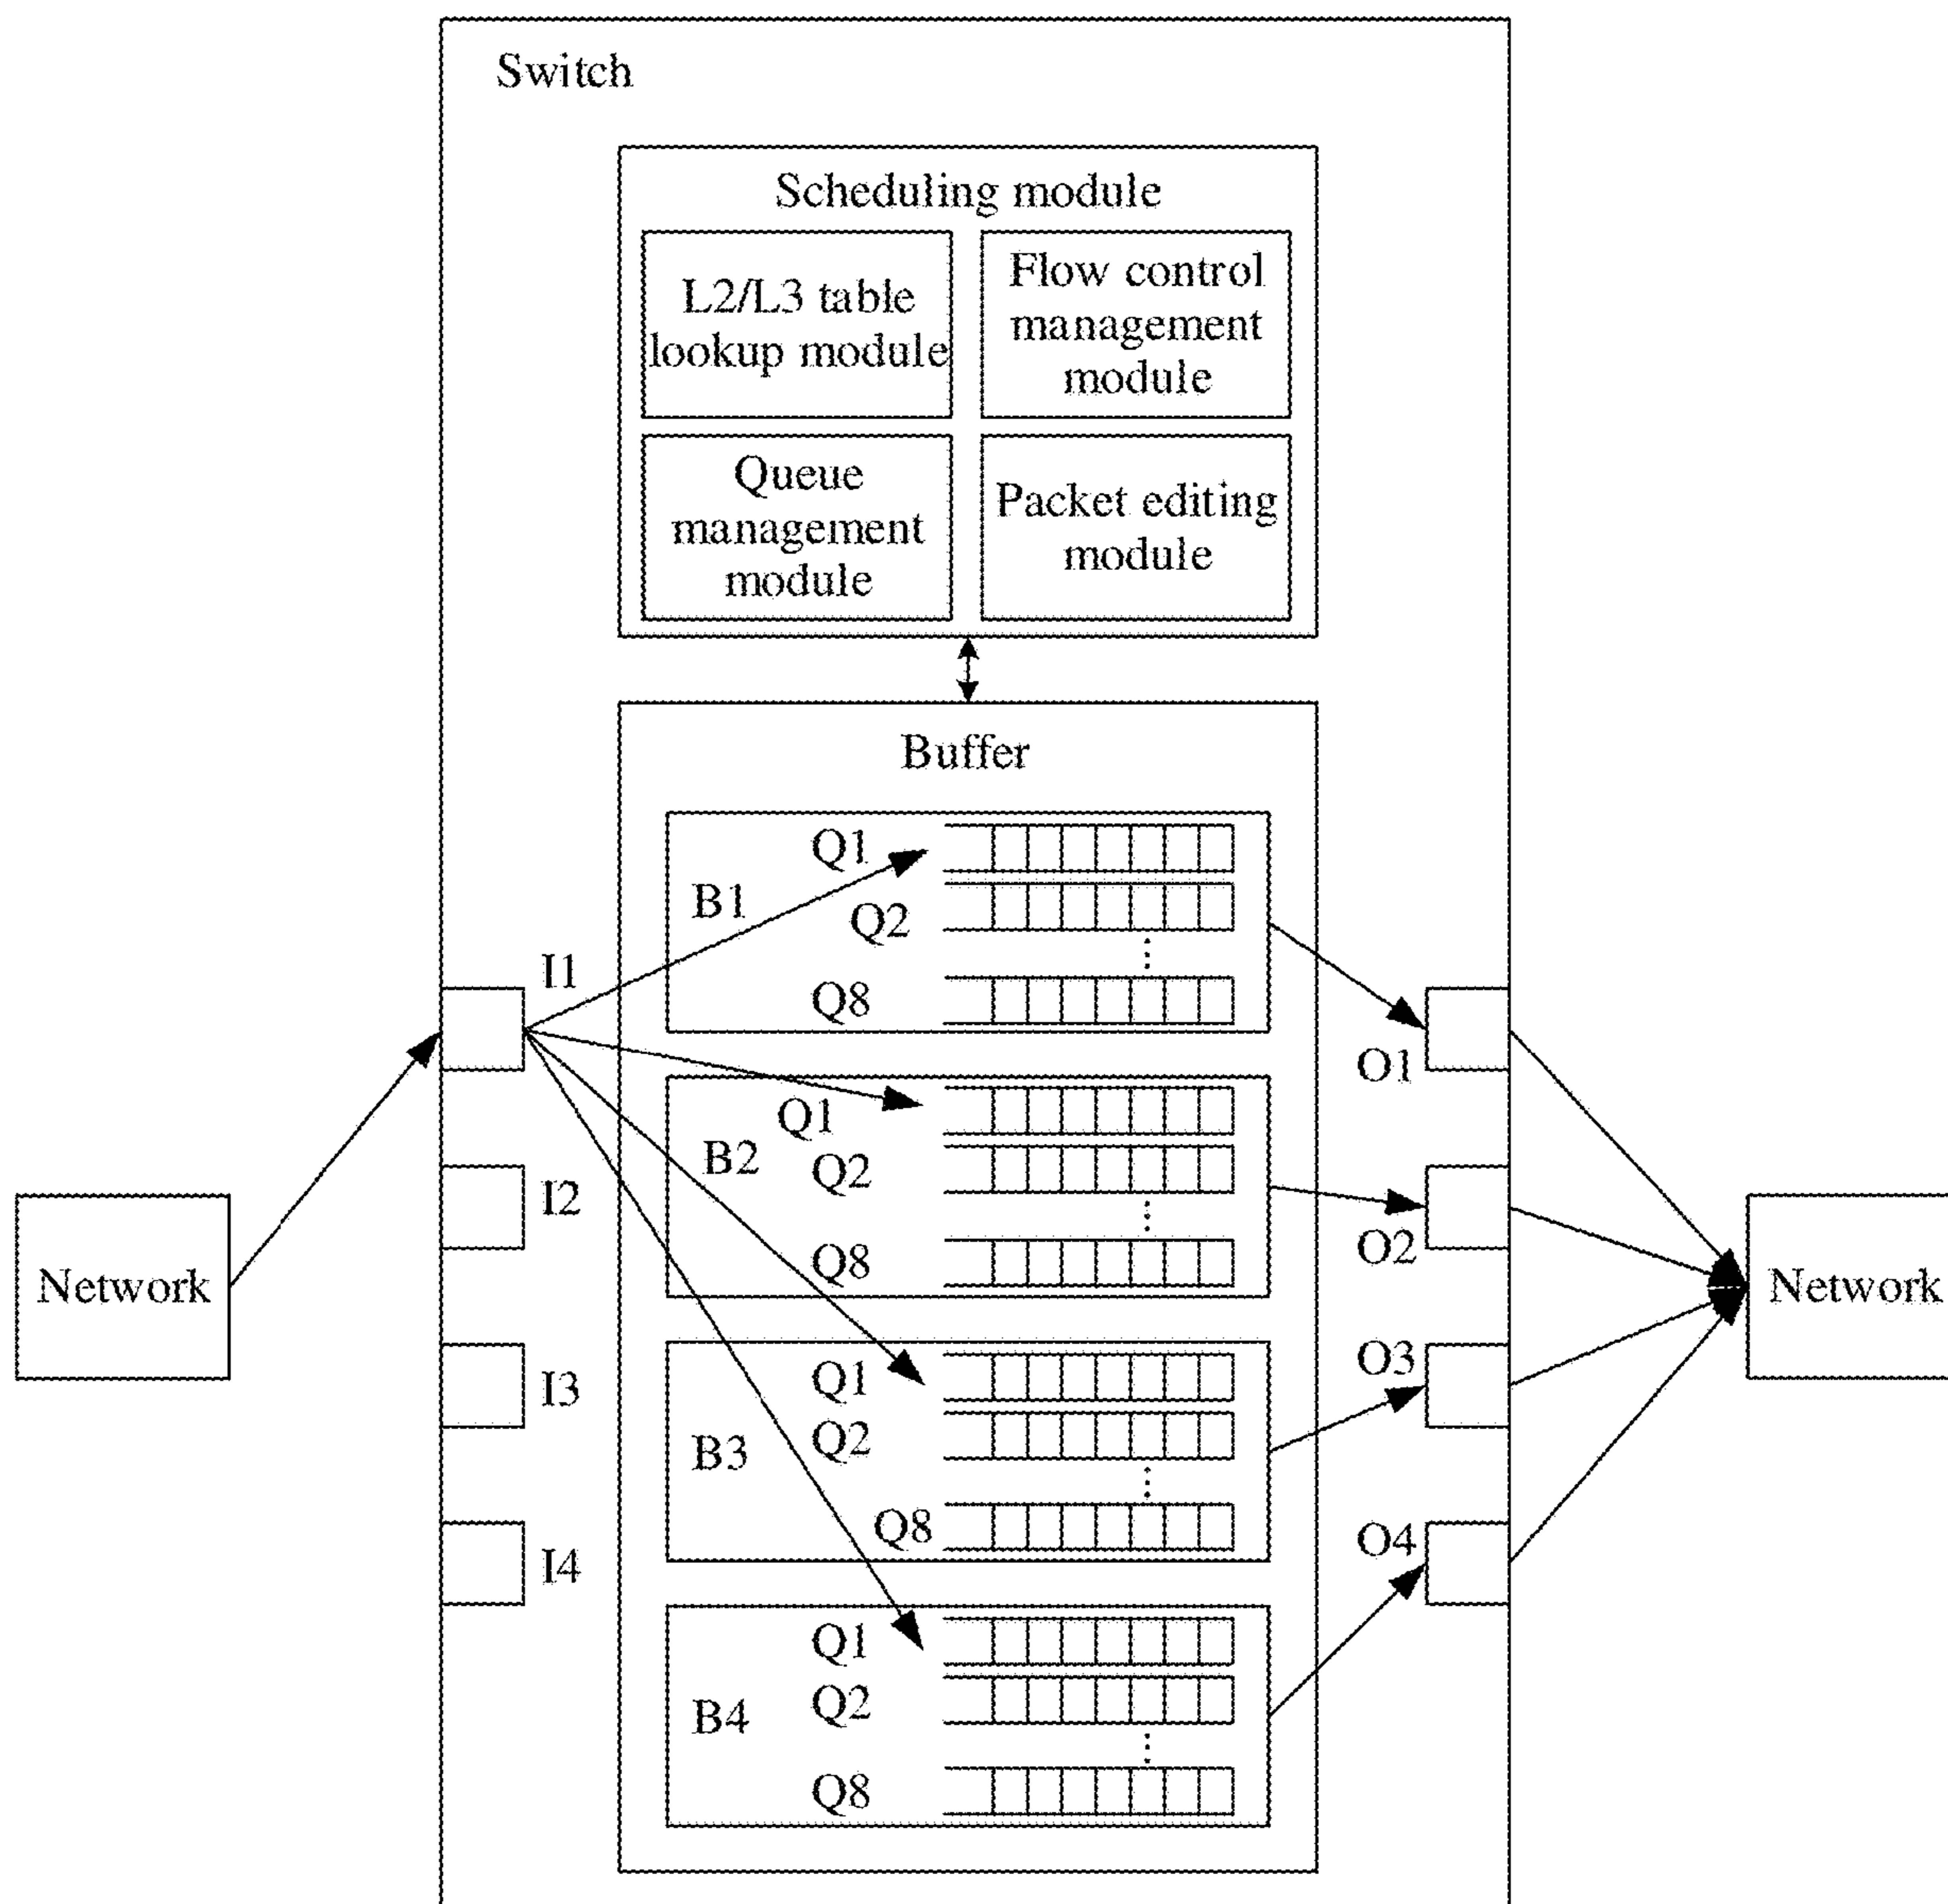 Switch
Scheduling module
L2/L3 table
lookup module
Flow control
management
module
Queue
management
module
Packet editing
module
Buffer
Q1
B1
Q2
Q8
I1
O1
Q1
B2
Q2
Q8
I2
O2
Network
Network
Q1
Q2
B3
Q8
I3
O3
I4
O4
Q1
Q2
B4
Q8